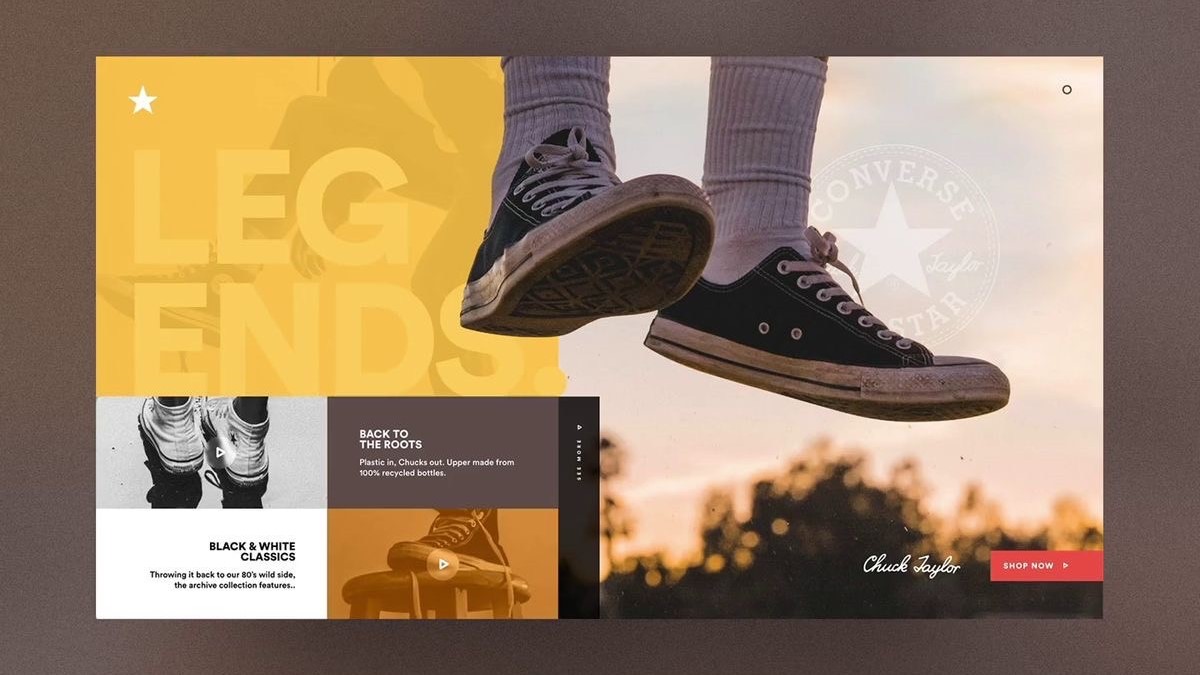 LEG
ENDS.
CONVERSE
Taylor
STAR
BACK TO
THE ROOTS
Plastic in, Chucks out. Upper made from
100% recycled bottles.
SEE MORE
BLACK & WHITE
CLASSICS
Throwing it back to our 80's wild side,
the archive collection features..
Chuck Taylor
SHOP NOW